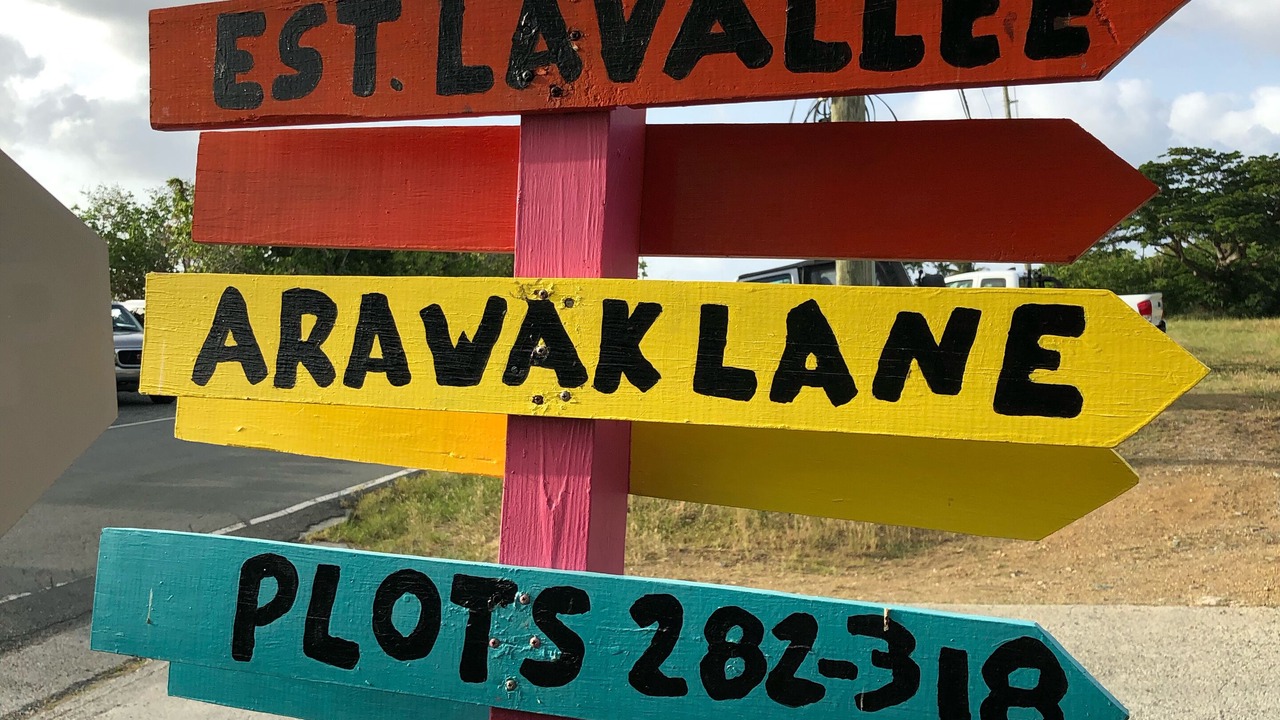 EST. LAVALLEE
ARAWAK LANE
PLOTS 282-318